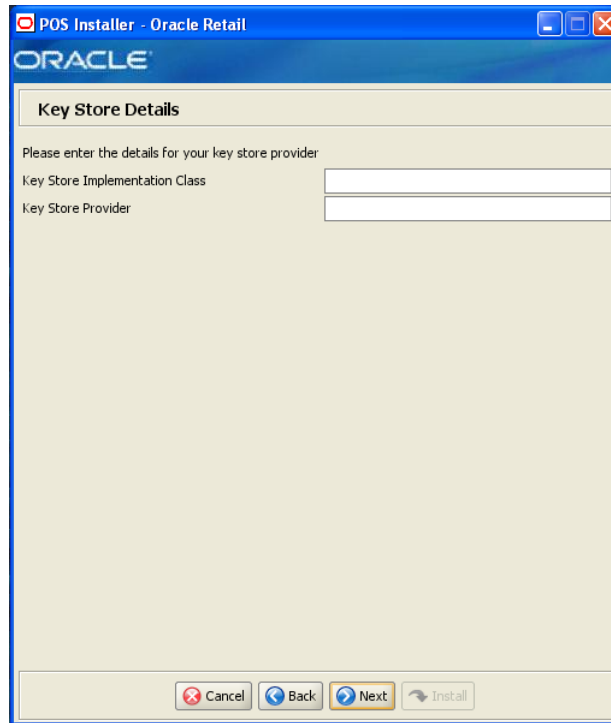 POS Installer - Oracle Retail
ORACLE
Key Store Details
Please enter the details for your key store provider
Key Store Implementation Class
Key Store Provider
Cancel Back Next Install